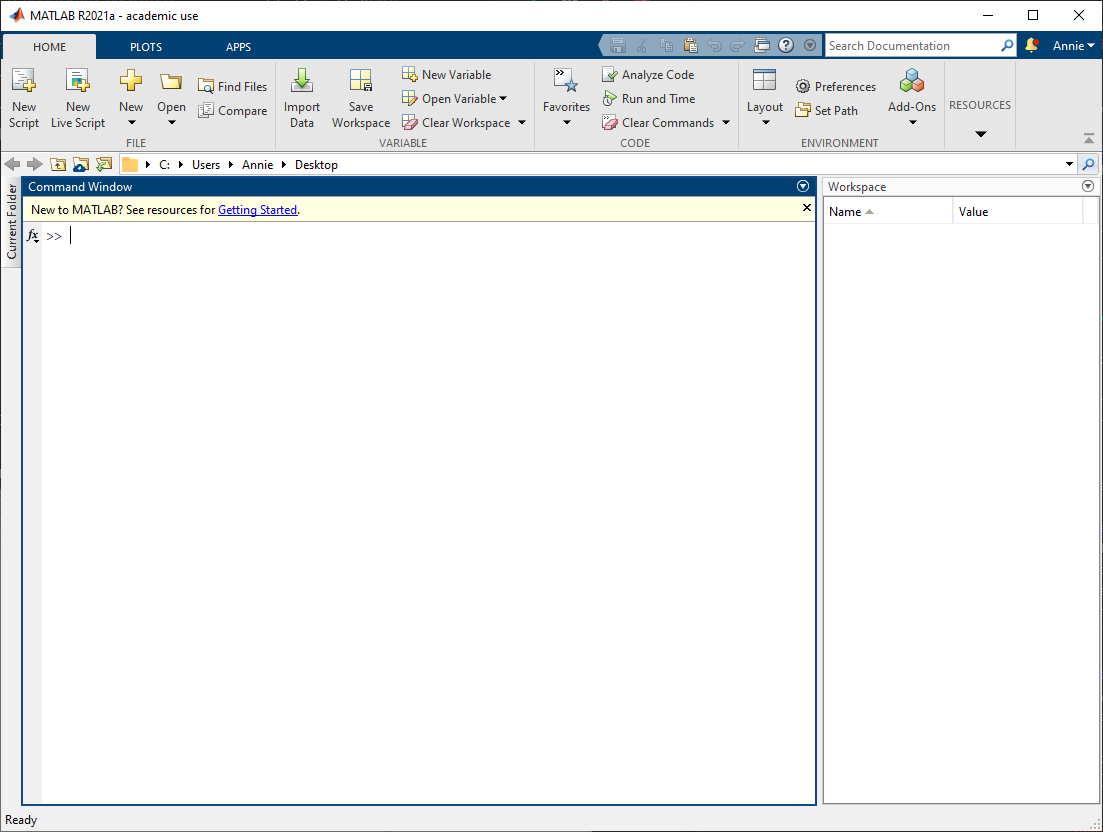 MATLAB R2021a - academic use
HOME PLOTS APPS
Search Documentation
Annie
New Script
New Live Script
New
Open
Find Files
Compare
FILE
Import Data
Save Workspace
New Variable
Open Variable
Clear Workspace
VARIABLE
Favorites
Analyze Code
Run and Time
Clear Commands
CODE
Layout
Preferences
Set Path
Add-Ons
ENVIRONMENT
RESOURCES
C: Users Annie Desktop
Current Folder
Command Window
New to MATLAB? See resources for Getting Started.
fx >>
Workspace
Name Value
Ready